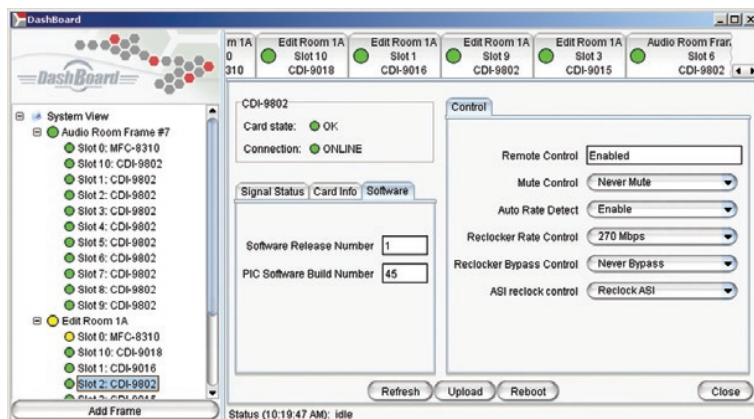 DashBoard
DashBoard
System View
Audio Room Frame #7
Slot 0: MFC-8310
Slot 10: CDI-9802
Slot 1: CDI-9802
Slot 2: CDI-9802
Slot 3: CDI-9802
Slot 4: CDI-9802
Slot 5: CDI-9802
Slot 6: CDI-9802
Slot 7: CDI-9802
Slot 8: CDI-9802
Slot 9: CDI-9802
Edit Room 1A
Slot 0: MFC-8310
Slot 10: CDI-9018
Slot 1: CDI-9016
Slot 2: CDI-9802
Slot 3: CDI-9015
Add Frame
m 1A
0
310
Edit Room 1A
Slot 10
CDI-9018
Edit Room 1A
Slot 1
CDI-9016
Edit Room 1A
Slot 9
CDI-9802
Edit Room 1A
Slot 3
CDI-9015
Audio Room Fran
Slot 6
CDI-9802
CDI-9802
Card state: OK
Connection: ONLINE
Signal Status Card Info Software
Software Release Number 1
PIC Software Build Number 45
Control
Remote Control Enabled
Mute Control Never Mute
Auto Rate Detect Enable
Reclocker Rate Control 270 Mbps
Reclocker Bypass Control Never Bypass
ASI reclock control Reclock ASI
Refresh Upload Reboot Close
Status (10:19:47 AM): idle